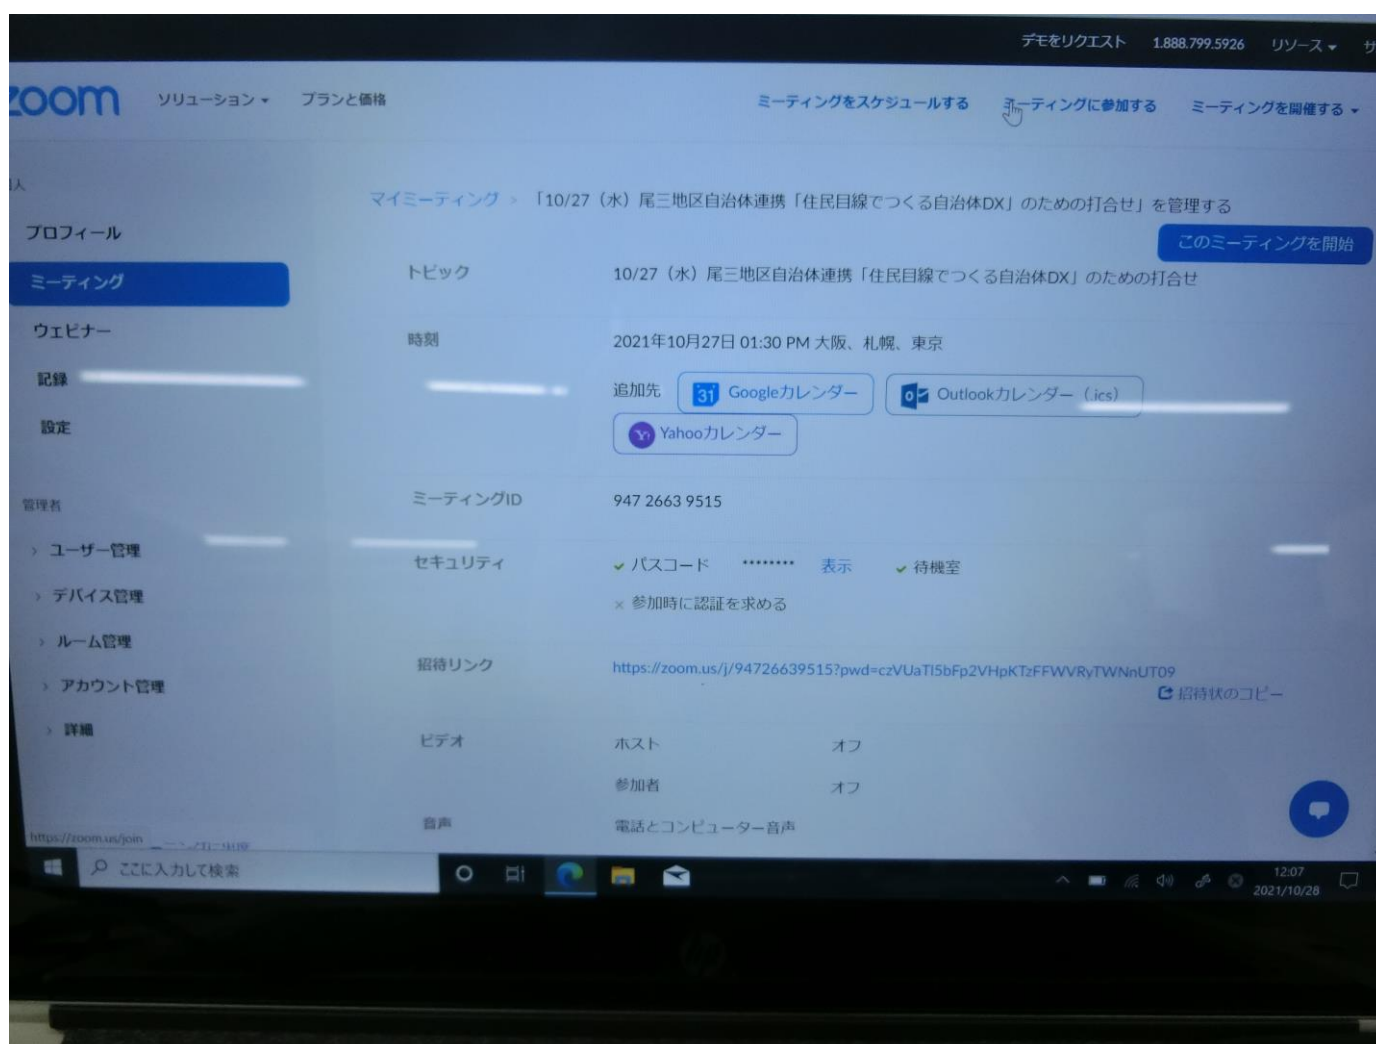 デモをリクエスト 1.888.799.5926 リソース
zoom ソリューション プランと価格 ミーティングをスケジュールする ミーティングに参加する ミーティングを開催する
マイミーティング > 「10/27（水）尾三地区自治体連携「住民目線でつくる自治体DX」のための打合せ」を管理する
このミーティングを開始
プロフィール
ミーティング
ウェビナー
記録
設定
管理者
> ユーザー管理
> デバイス管理
> ルーム管理
> アカウント管理
> 詳細
トピック 10/27（水）尾三地区自治体連携「住民目線でつくる自治体DX」のための打合せ
時刻 2021年10月27日 01:30 PM 大阪、札幌、東京
追加先 31 Googleカレンダー Outlookカレンダー（.ics）
Yahooカレンダー
ミーティングID 947 2663 9515
セキュリティ ✓ パスコード ******** 表示 ✓ 待機室
× 参加時に認証を求める
招待リンク https://zoom.us/j/94726639515?pwd=czVUaTl5bFp2VHpKTzFFWVRyTWNnUT09
招待状のコピー
ビデオ ホスト オフ
参加者 オフ
音声 電話とコンピューター音声
https://zoom.us/join
ここに入力して検索
12:07
2021/10/28
hp